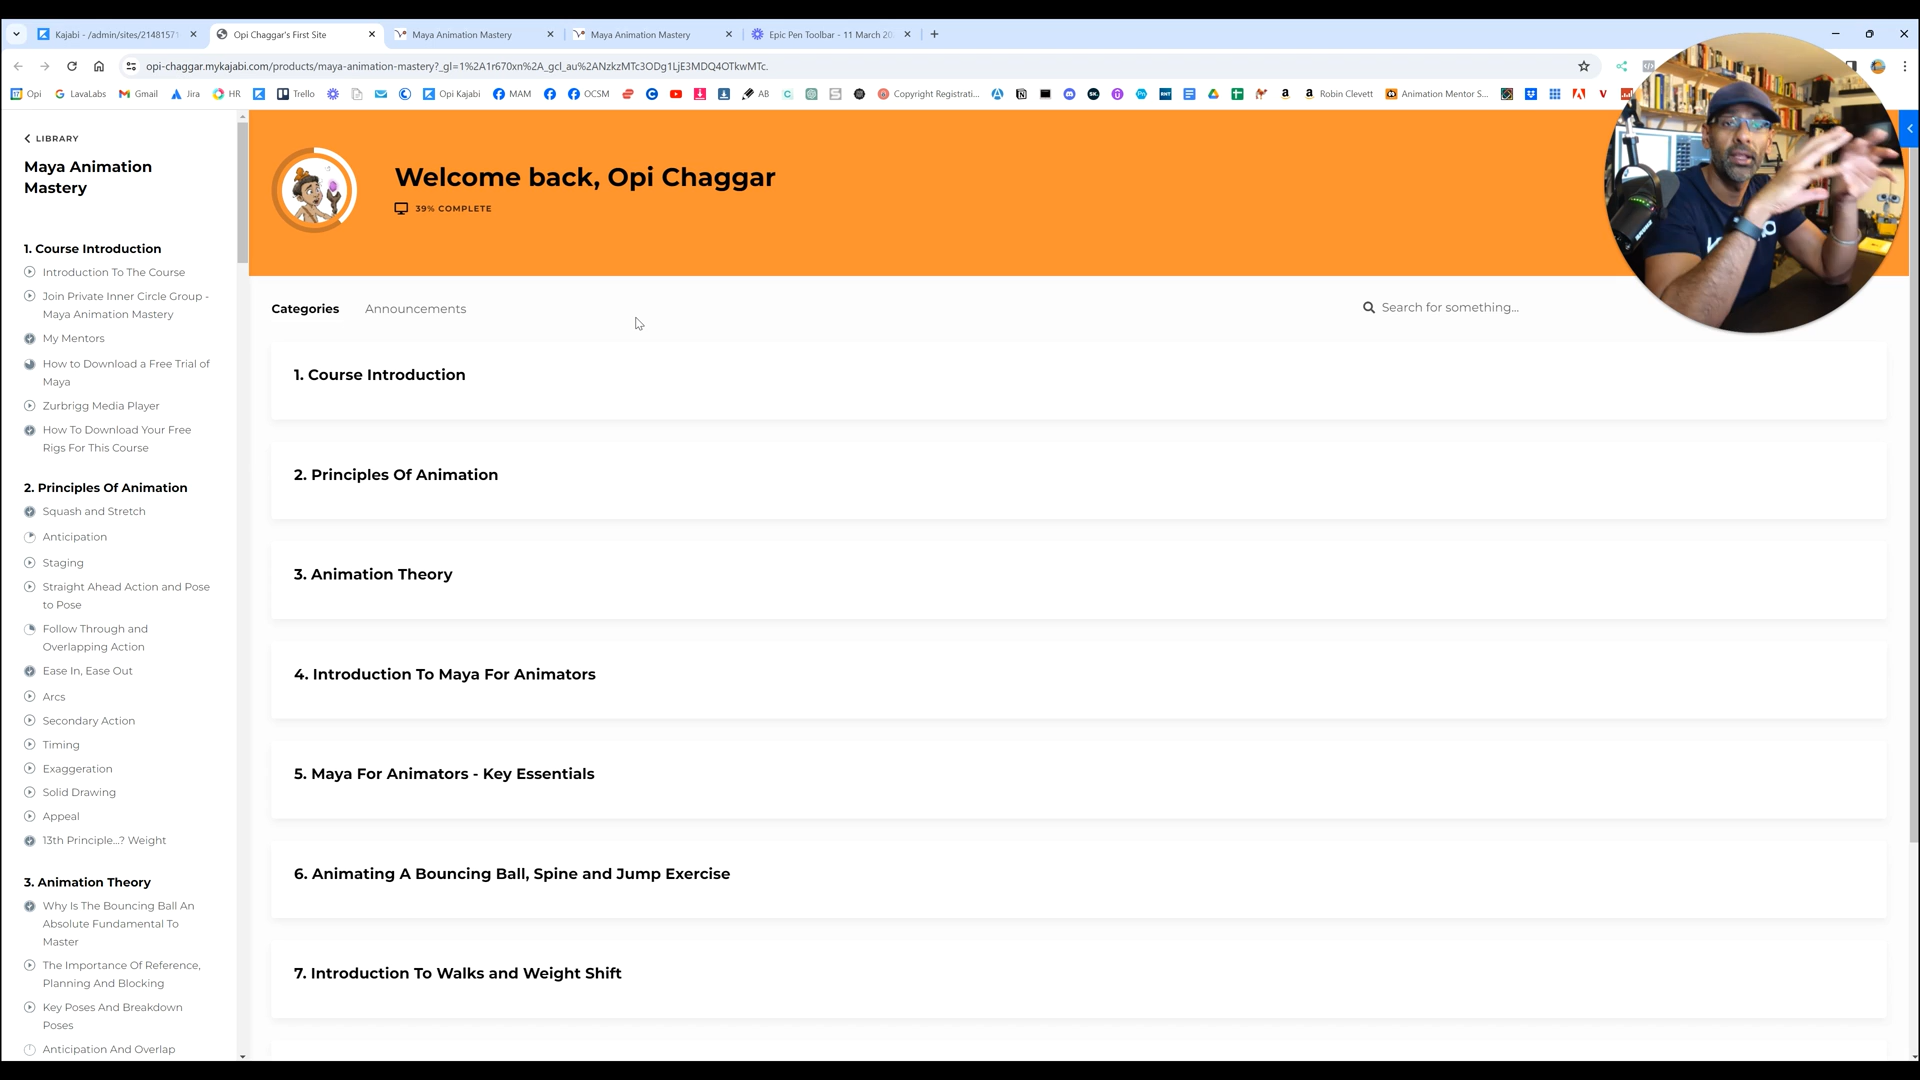 Kajabi - /admin/sites/21481571
Opi Chaggar's First Site
Maya Animation Mastery
Maya Animation Mastery
Epic Pen Toolbar - 11 March 20
opi-chaggar.mykajabi.com/products/maya-animation-mastery?_gl=1%2A1r670xn%2A_gcl_au%2ANzkzMTc3ODg1LjE3MDQ4OTkwMTc.
Opi
LavaLabs
Gmail
Jira
HR
Trello
Opi Kajabi
MAM
OCSM
AB
Copyright Registrati...
Robin Clevett
Animation Mentor S...
LIBRARY
Maya Animation
Mastery
1. Course Introduction
Introduction To The Course
Join Private Inner Circle Group -
Maya Animation Mastery
My Mentors
How to Download a Free Trial of
Maya
Zurbrigg Media Player
How To Download Your Free
Rigs For This Course
2. Principles Of Animation
Squash and Stretch
Anticipation
Staging
Straight Ahead Action and Pose
to Pose
Follow Through and
Overlapping Action
Ease In, Ease Out
Arcs
Secondary Action
Timing
Exaggeration
Solid Drawing
Appeal
13th Principle...? Weight
3. Animation Theory
Why Is The Bouncing Ball An
Absolute Fundamental To
Master
The Importance Of Reference,
Planning And Blocking
Key Poses And Breakdown
Poses
Anticipation And Overlap
Welcome back, Opi Chaggar
39% COMPLETE
Categories
Announcements
Search for something...
1. Course Introduction
2. Principles Of Animation
3. Animation Theory
4. Introduction To Maya For Animators
5. Maya For Animators - Key Essentials
6. Animating A Bouncing Ball, Spine and Jump Exercise
7. Introduction To Walks and Weight Shift